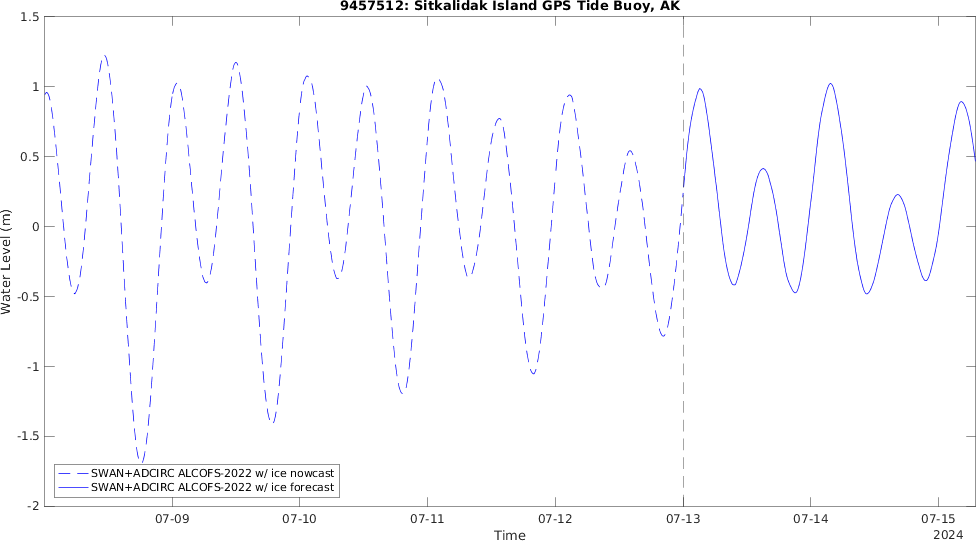 9457512: Sitkalidak Island GPS Tide Buoy, AK
1.5
1
0.5
0
-0.5
-1
-1.5
-2
Water Level (m)
SWAN+ADCIRC ALCOFS-2022 w/ ice nowcast
SWAN+ADCIRC ALCOFS-2022 w/ ice forecast
07-09 07-10 07-11 07-12 07-13 07-14 07-15
Time
2024